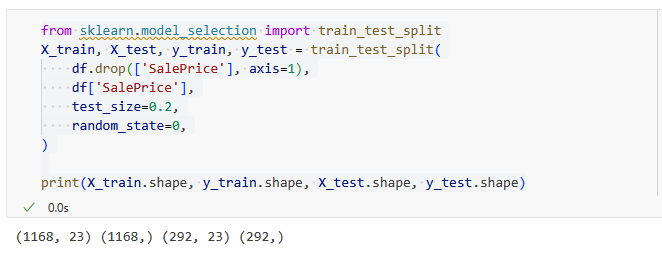 from sklearn.model_selection import train_test_split
X_train, X_test, y_train, y_test = train_test_split(
    df.drop(['SalePrice'], axis=1),
    df['SalePrice'],
    test_size=0.2,
    random_state=0,
)
print(X_train.shape, y_train.shape, X_test.shape, y_test.shape)
✓ 0.0s
(1168, 23) (1168,) (292, 23) (292,)